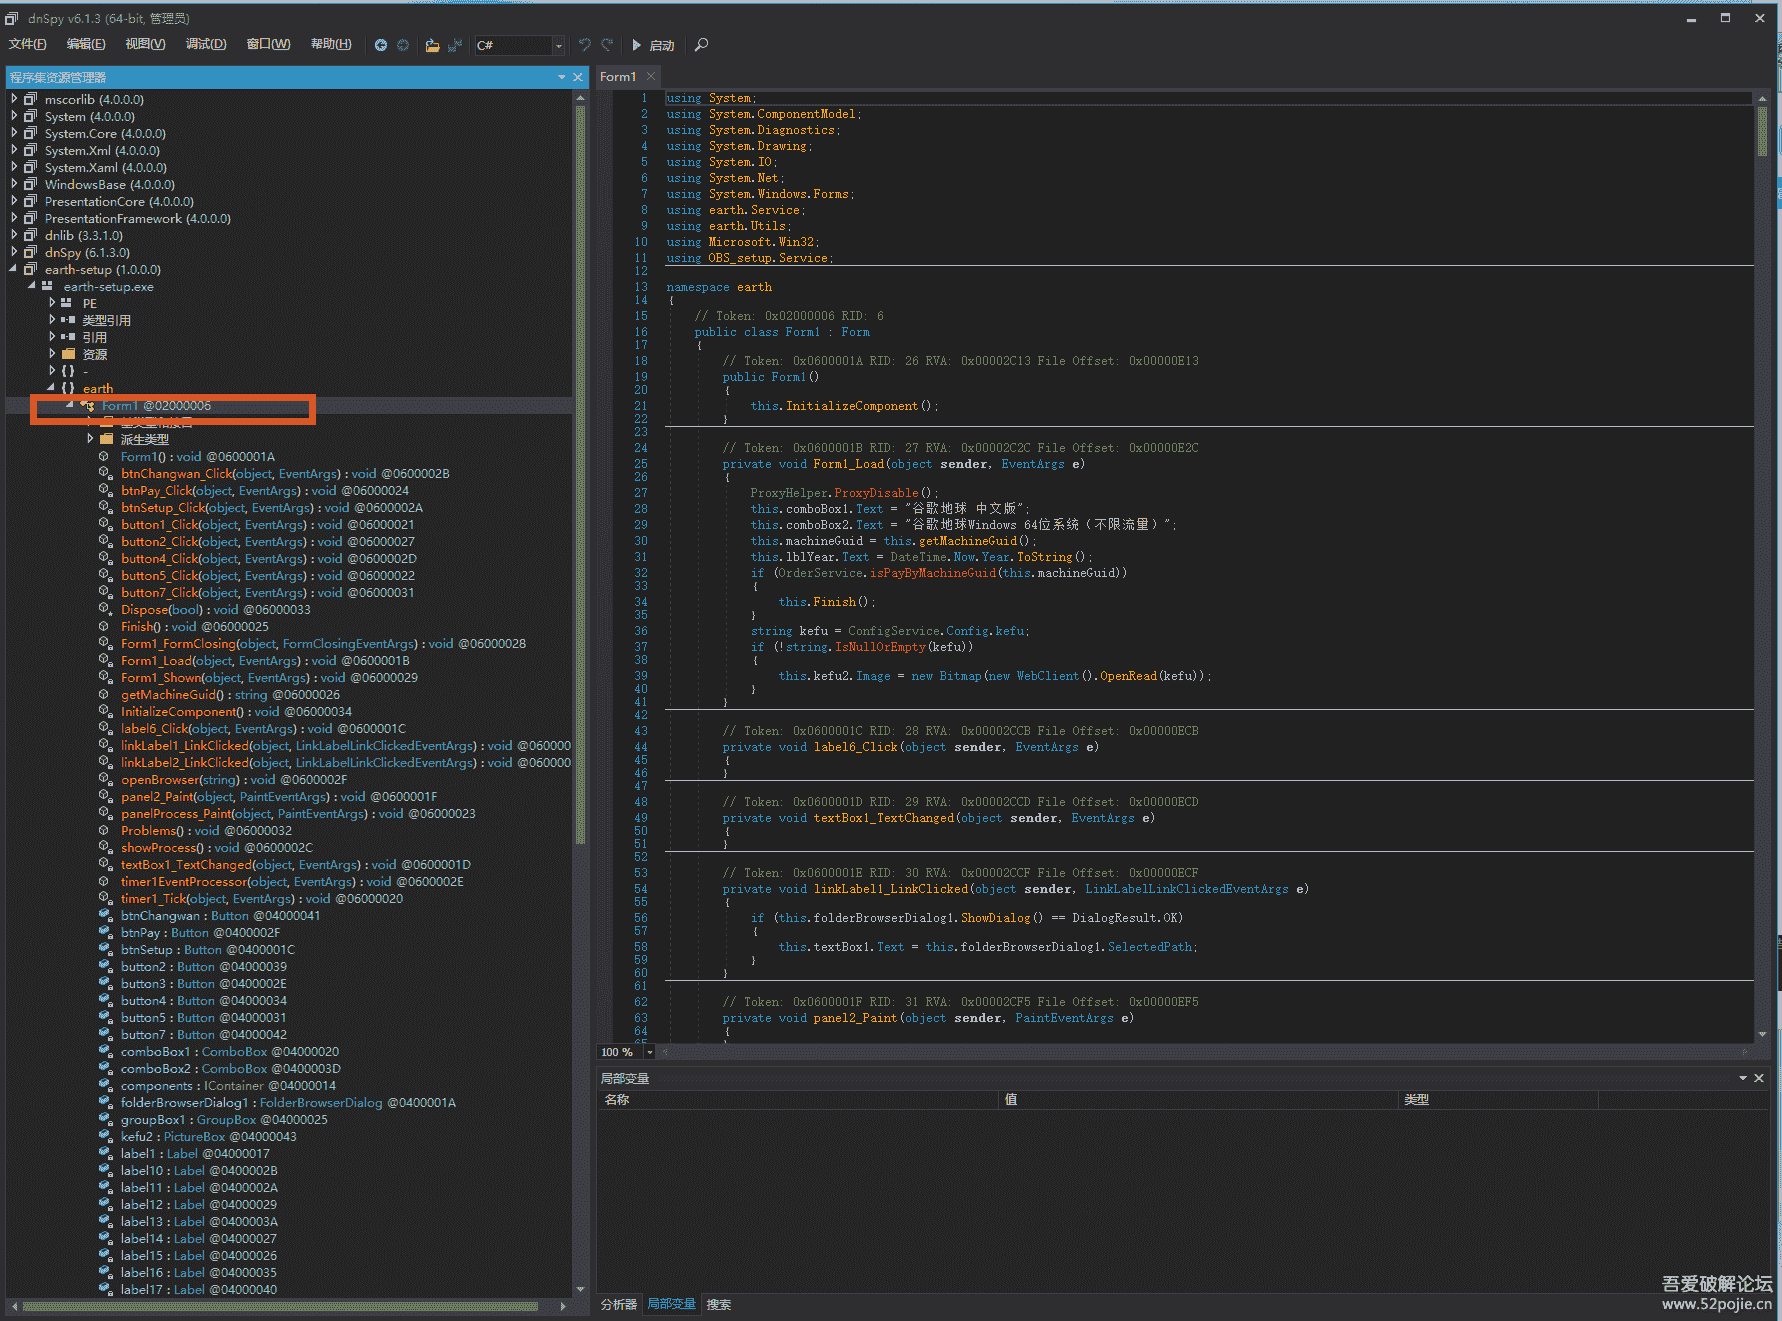 dnSpy v6.1.3 (64-bit, 管理员)
文件(F) 编辑(E) 视图(V) 调试(D) 窗口(W) 帮助(H) C# 启动
程序集资源管理器
mscorlib (4.0.0.0)
System (4.0.0.0)
System.Core (4.0.0.0)
System.Xml (4.0.0.0)
System.Xaml (4.0.0.0)
WindowsBase (4.0.0.0)
PresentationCore (4.0.0.0)
PresentationFramework (4.0.0.0)
dnlib (3.3.1.0)
dnSpy (6.1.3.0)
earth-setup (1.0.0.0)
earth-setup.exe
PE
类型引用
引用
资源
{} -
{} earth
Form1 @02000006
派生类型
Form1() : void @0600001A
btnChangwan_Click(object, EventArgs) : void @0600002B
btnPay_Click(object, EventArgs) : void @06000024
btnSetup_Click(object, EventArgs) : void @0600002A
button1_Click(object, EventArgs) : void @06000021
button2_Click(object, EventArgs) : void @06000027
button4_Click(object, EventArgs) : void @0600002D
button5_Click(object, EventArgs) : void @06000022
button7_Click(object, EventArgs) : void @06000031
Dispose(bool) : void @06000033
Finish() : void @06000025
Form1_FormClosing(object, FormClosingEventArgs) : void @06000028
Form1_Load(object, EventArgs) : void @0600001B
Form1_Shown(object, EventArgs) : void @06000029
getMachineGuid() : string @06000026
InitializeComponent() : void @06000034
label6_Click(object, EventArgs) : void @0600001C
linkLabel1_LinkClicked(object, LinkLabelLinkClickedEventArgs) : void @060000
linkLabel2_LinkClicked(object, LinkLabelLinkClickedEventArgs) : void @060000
openBrowser(string) : void @0600002F
panel2_Paint(object, PaintEventArgs) : void @0600001F
panelProcess_Paint(object, PaintEventArgs) : void @06000023
Problems() : void @06000032
showProcess() : void @0600002C
textBox1_TextChanged(object, EventArgs) : void @0600001D
timer1EventProcessor(object, EventArgs) : void @0600002E
timer1_Tick(object, EventArgs) : void @06000020
btnChangwan : Button @04000041
btnPay : Button @0400002F
btnSetup : Button @0400001C
button2 : Button @04000039
button3 : Button @0400002E
button4 : Button @04000034
button5 : Button @04000031
button7 : Button @04000042
comboBox1 : ComboBox @04000020
comboBox2 : ComboBox @0400003D
components : IContainer @04000014
folderBrowserDialog1 : FolderBrowserDialog @0400001A
groupBox1 : GroupBox @04000025
kefu2 : PictureBox @04000043
label1 : Label @04000017
label10 : Label @0400002B
label11 : Label @0400002A
label12 : Label @04000029
label13 : Label @0400003A
label14 : Label @04000027
label15 : Label @04000026
label16 : Label @04000035
label17 : Label @04000040
Form1
1 using System;
2 using System.ComponentModel;
3 using System.Diagnostics;
4 using System.Drawing;
5 using System.IO;
6 using System.Net;
7 using System.Windows.Forms;
8 using earth.Service;
9 using earth.Utils;
10 using Microsoft.Win32;
11 using OBS_setup.Service;
12
13 namespace earth
14 {
15 // Token: 0x02000006 RID: 6
16 public class Form1 : Form
17 {
18 // Token: 0x0600001A RID: 26 RVA: 0x00002C13 File Offset: 0x00000E13
19 public Form1()
20 {
21 this.InitializeComponent();
22 }
23
24 // Token: 0x0600001B RID: 27 RVA: 0x00002C2C File Offset: 0x00000E2C
25 private void Form1_Load(object sender, EventArgs e)
26 {
27 ProxyHelper.ProxyDisable();
28 this.comboBox1.Text = "谷歌地球 中文版";
29 this.comboBox2.Text = "谷歌地球Windows 64位系统（不限流量）";
30 this.machineGuid = this.getMachineGuid();
31 this.lblYear.Text = DateTime.Now.Year.ToString();
32 if (OrderService.isPayByMachineGuid(this.machineGuid))
33 {
34 this.Finish();
35 }
36 string kefu = ConfigService.Config.kefu;
37 if (!string.IsNullOrEmpty(kefu))
38 {
39 this.kefu2.Image = new Bitmap(new WebClient().OpenRead(kefu));
40 }
41 }
42
43 // Token: 0x0600001C RID: 28 RVA: 0x00002CCB File Offset: 0x00000ECB
44 private void label6_Click(object sender, EventArgs e)
45 {
46 }
47
48 // Token: 0x0600001D RID: 29 RVA: 0x00002CCD File Offset: 0x00000ECD
49 private void textBox1_TextChanged(object sender, EventArgs e)
50 {
51 }
52
53 // Token: 0x0600001E RID: 30 RVA: 0x00002CCF File Offset: 0x00000ECF
54 private void linkLabel1_LinkClicked(object sender, LinkLabelLinkClickedEventArgs e)
55 {
56 if (this.folderBrowserDialog1.ShowDialog() == DialogResult.OK)
57 {
58 this.textBox1.Text = this.folderBrowserDialog1.SelectedPath;
59 }
60 }
61
62 // Token: 0x0600001F RID: 31 RVA: 0x00002CF5 File Offset: 0x00000EF5
63 private void panel2_Paint(object sender, PaintEventArgs e)
64 {
100 %
局部变量
名称 值 类型
分析器 局部变量 搜索
吾爱破解论坛
www.52pojie.cn